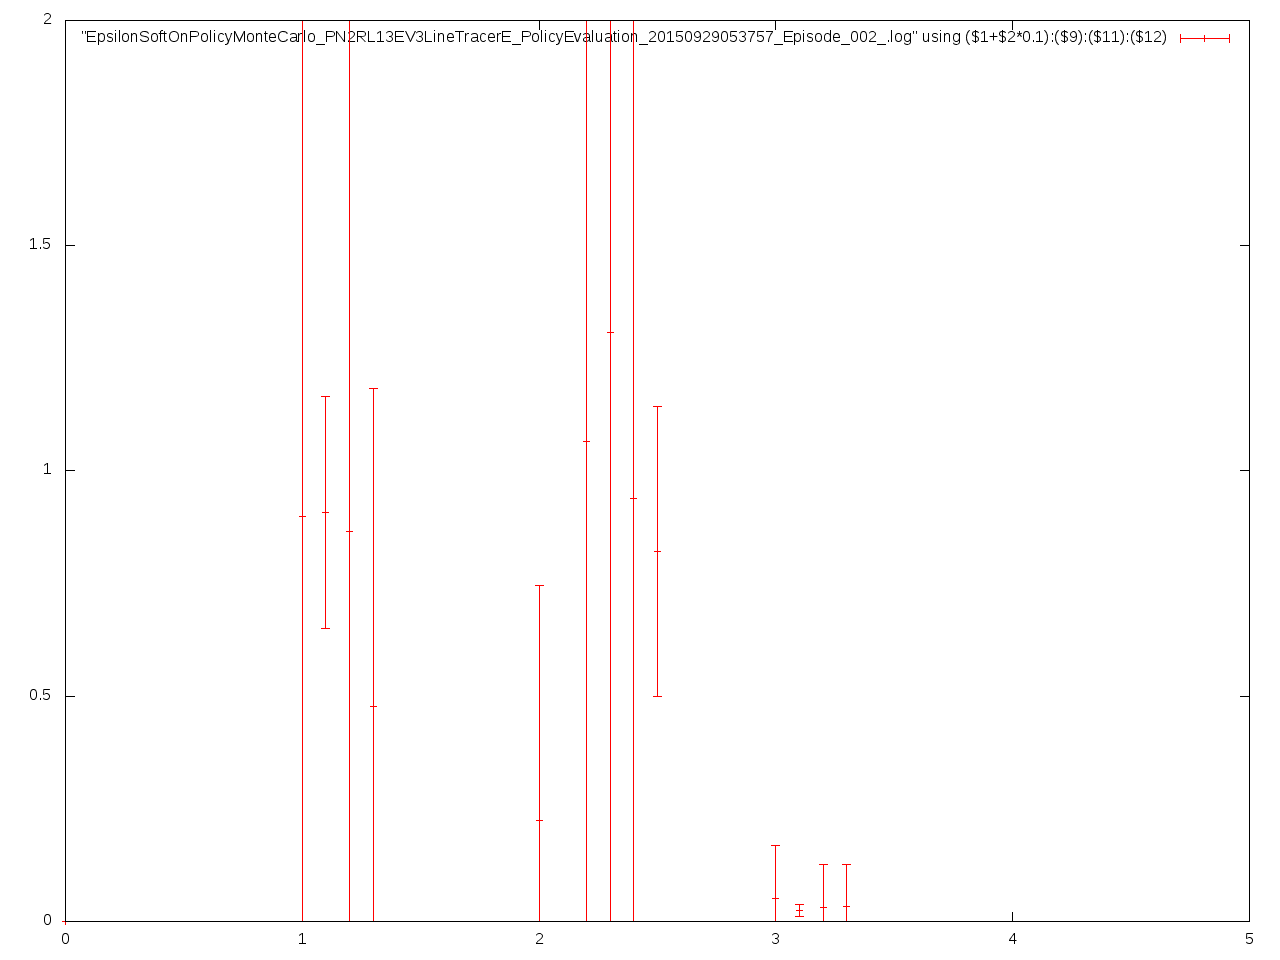 2
"EpsilonSoftOnPolicyMonteCarlo_PN2RL13EV3LineTracerE_PolicyEvaluation_20150929053757_Episode_002_.log" using ($1+$2*0.1):($9):($11):($12)
1.5
1
0.5
0
0 1 2 3 4 5